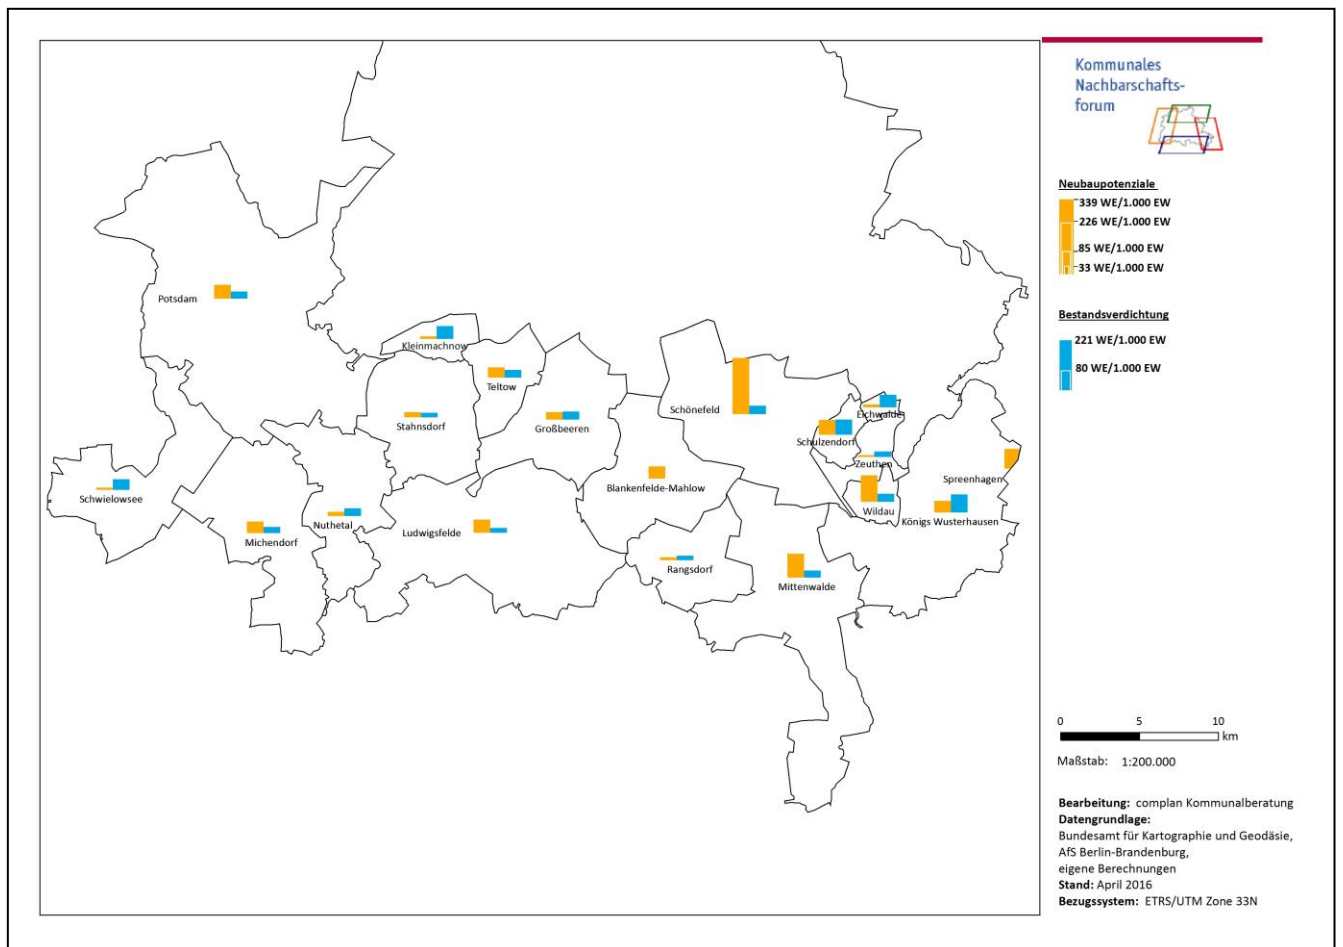 Kommunales
Nachbarschafts-
forum
Neubaupotenziale
339 WE/1.000 EW
226 WE/1.000 EW
85 WE/1.000 EW
33 WE/1.000 EW
Bestandsverdichtung
221 WE/1.000 EW
80 WE/1.000 EW
Potsdam
Kleinmachnow
Teltow
Stahnsdorf
Großbeeren
Schönefeld
Eichwalde
Schulzendorf
Zeuthen
Spreenhagen
Schwielowsee
Blankenfelde-Mahlow
Wildau
Königs Wusterhausen
Nuthetal
Michendorf
Ludwigsfelde
Rangsdorf
Mittenwalde
0 5 10
km
Maßstab: 1:200.000
Bearbeitung: complan Kommunalberatung
Datengrundlage:
Bundesamt für Kartographie und Geodäsie,
AfS Berlin-Brandenburg,
eigene Berechnungen
Stand: April 2016
Bezugssystem: ETRS/UTM Zone 33N